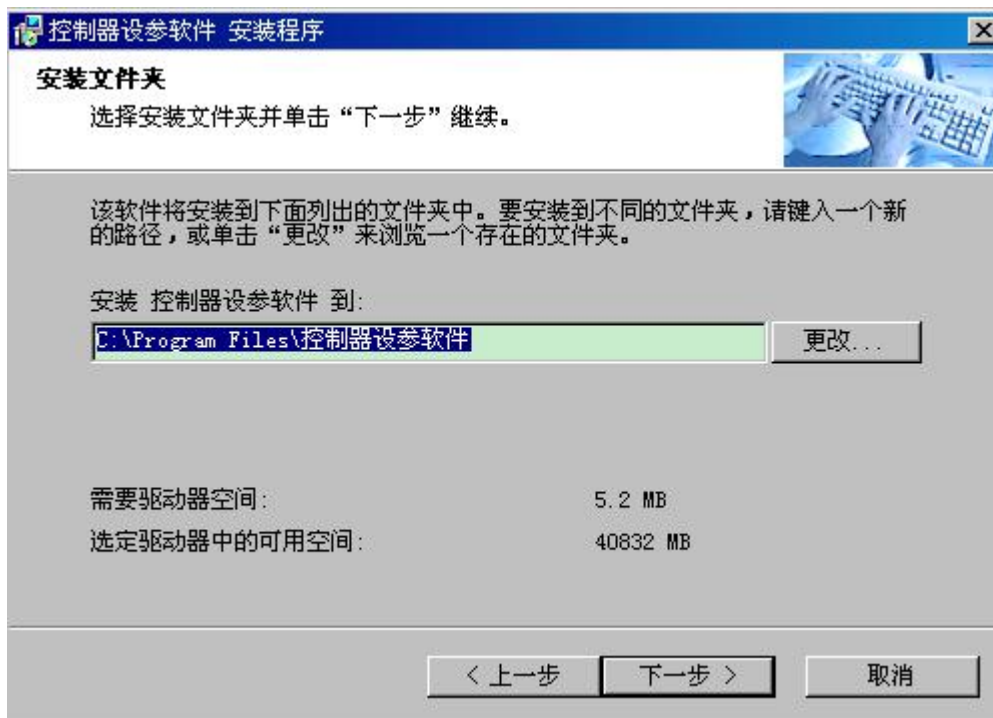 控制器设参软件 安装程序
安装文件夹
选择安装文件夹并单击“下一步”继续。
该软件将安装到下面列出的文件夹中。要安装到不同的文件夹，请键入一个新
的路径，或单击“更改”来浏览一个存在的文件夹。
安装 控制器设参软件 到:
C:\Program Files\控制器设参软件
更改...
需要驱动器空间: 5.2 MB
选定驱动器中的可用空间: 40832 MB
< 上一步 下一步 > 取消